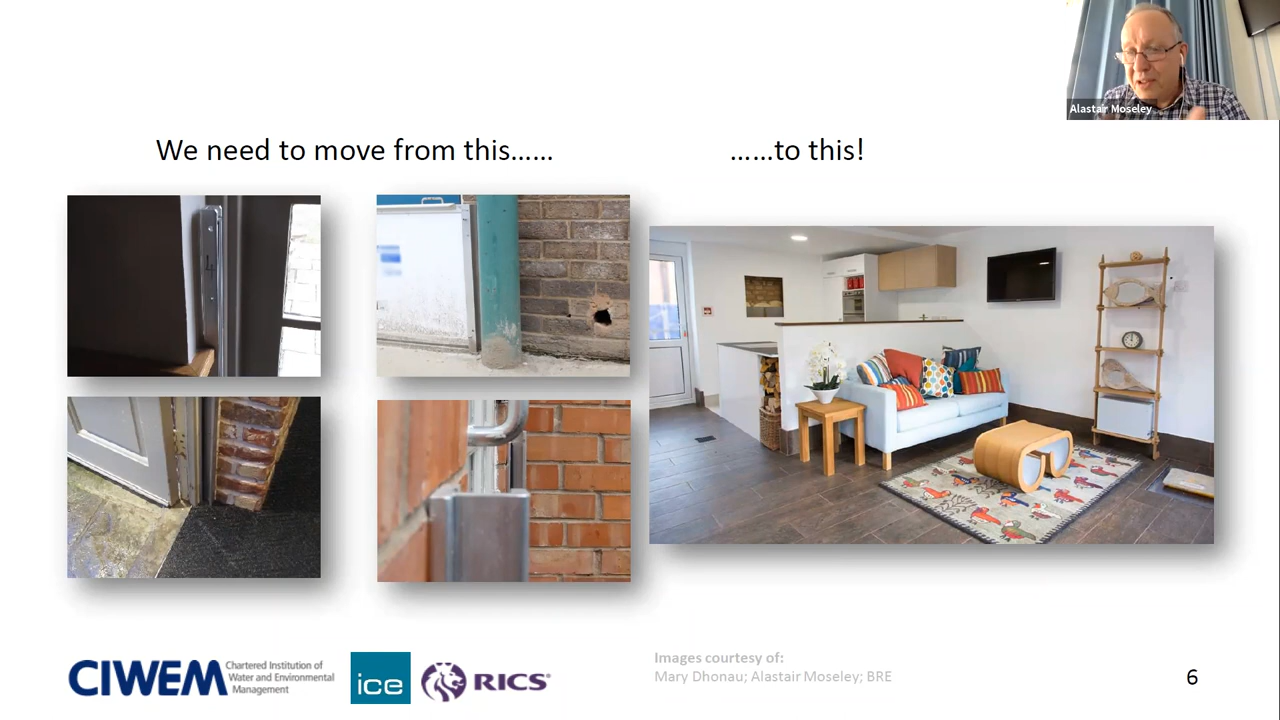 Alastair Moseley
We need to move from this......
......to this!
CIWEM
Chartered Institution of
Water and Environmental
Management
ice
RICS
Images courtesy of:
Mary Dhonau; Alastair Moseley; BRE
6